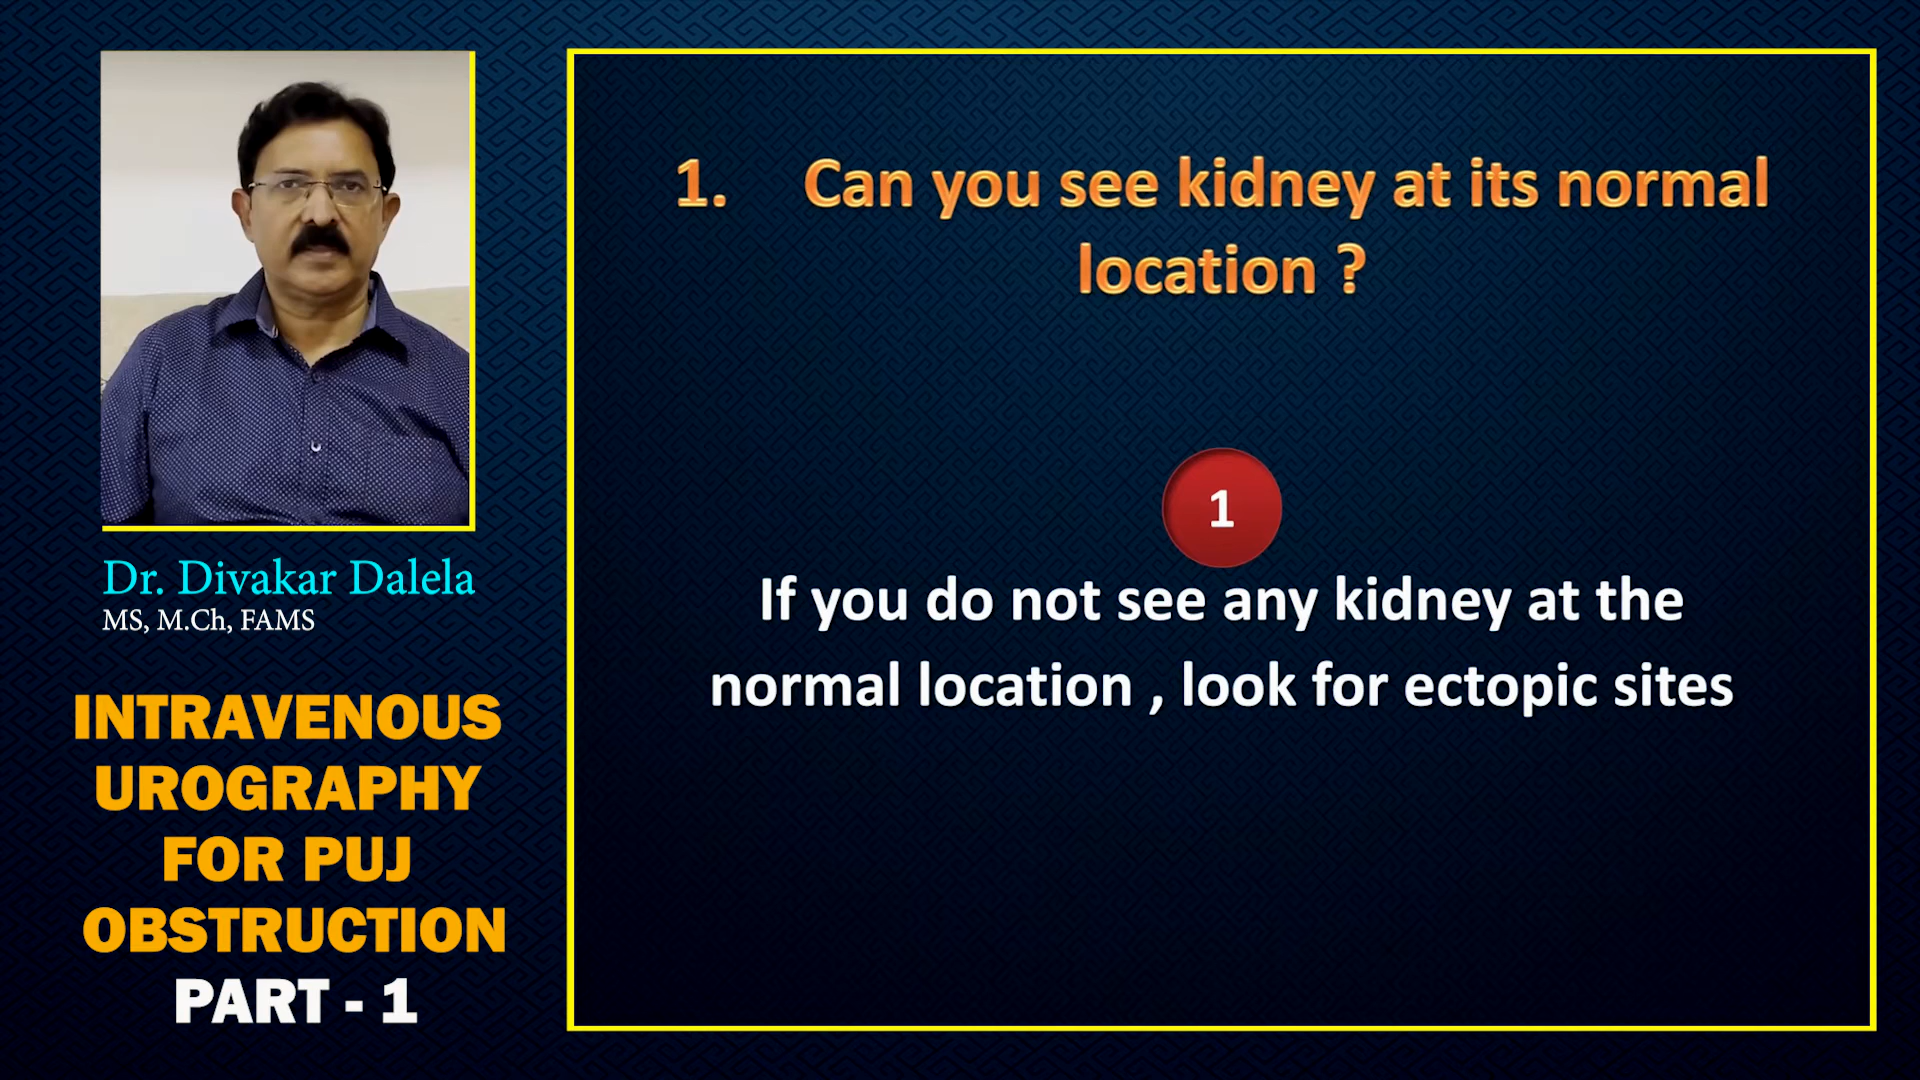 Dr. Divakar Dalela
MS, M.Ch, FAMS
INTRAVENOUS
UROGRAPHY
FOR PUJ
OBSTRUCTION
PART - 1
1. Can you see kidney at its normal
location ?
1
If you do not see any kidney at the
normal location , look for ectopic sites